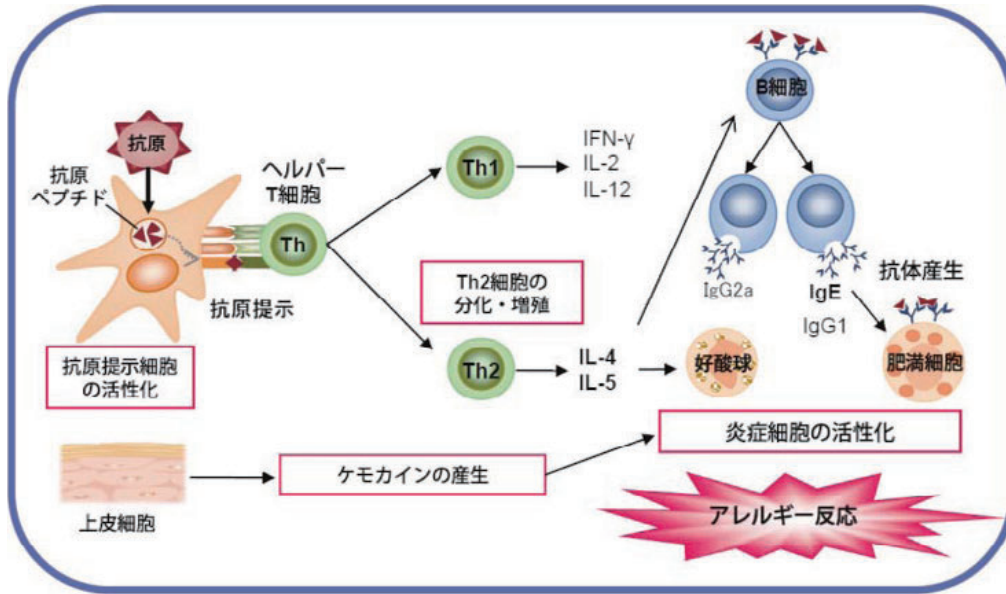 抗原
抗原
ペプチド
ヘルパー
T細胞
Th
抗原提示
抗原提示細胞
の活性化
Th1
IFN-γ
IL-2
IL-12
Th2細胞の
分化・増殖
Th2
IL-4
IL-5
B細胞
IgG2a
IgE
IgG1
抗体産生
好酸球
肥満細胞
炎症細胞の活性化
上皮細胞
ケモカインの産生
アレルギー反応